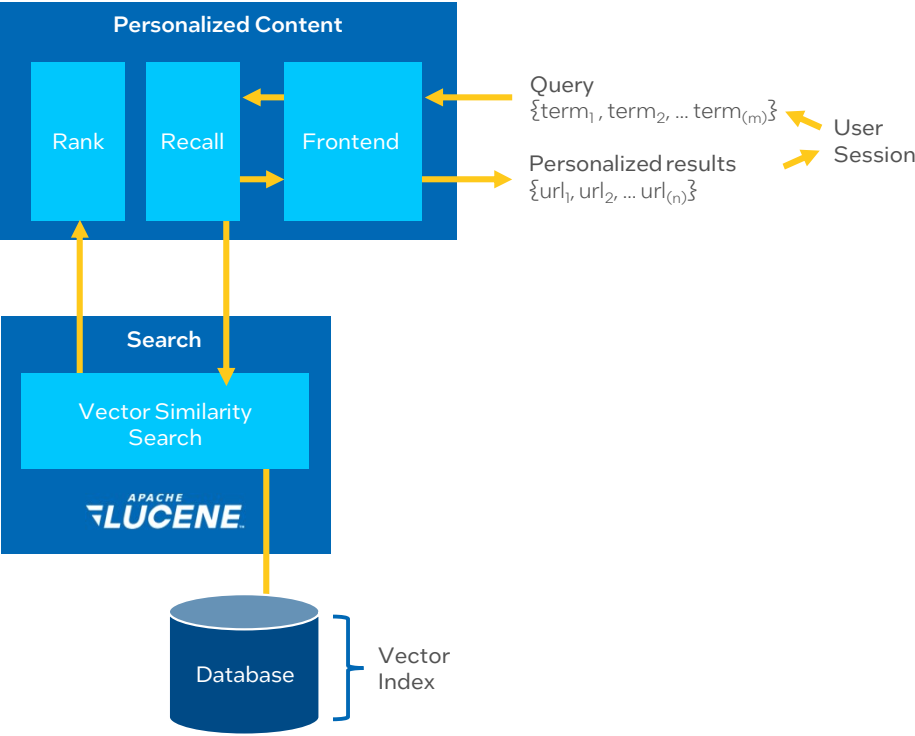 Personalized Content
Rank
Recall
Frontend
Query
{term₁ , term₂, ... term₍ₘ₎}
Personalized results
{url₁, url₂, ... url₍ₙ₎}
User
Session
Search
Vector Similarity
Search
APACHE
LUCENE™
Database
Vector
Index